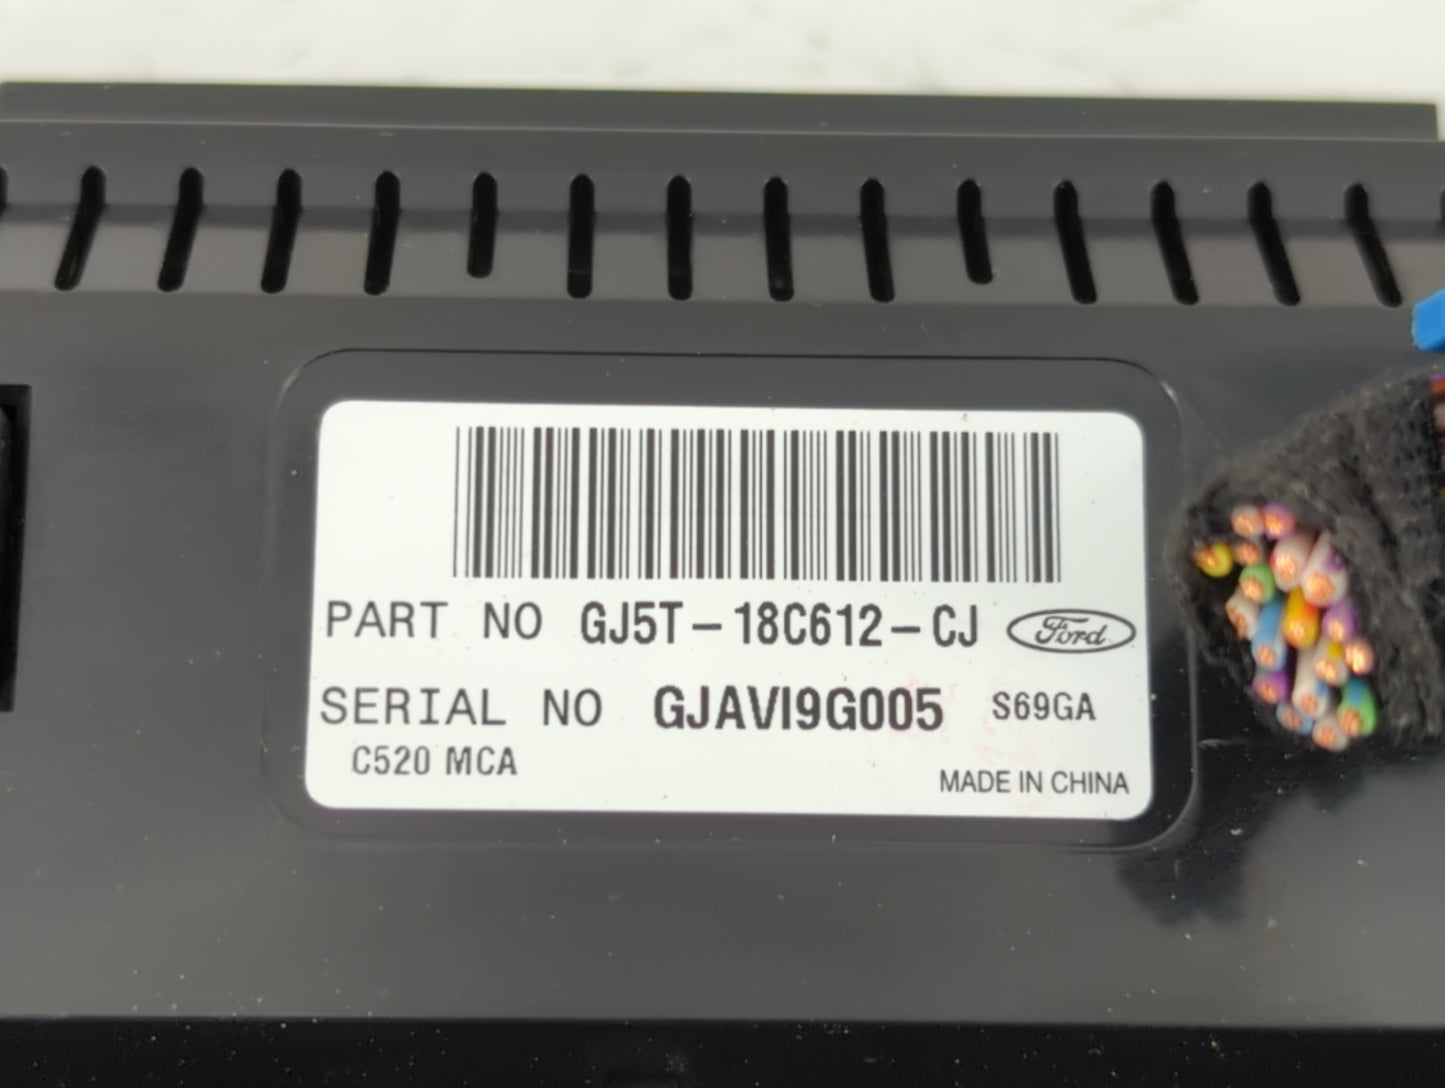 PART NO GJ5T-18C612-CJ Ford
SERIAL NO GJAVI9G005 S69GA
C520 MCA
MADE IN CHINA